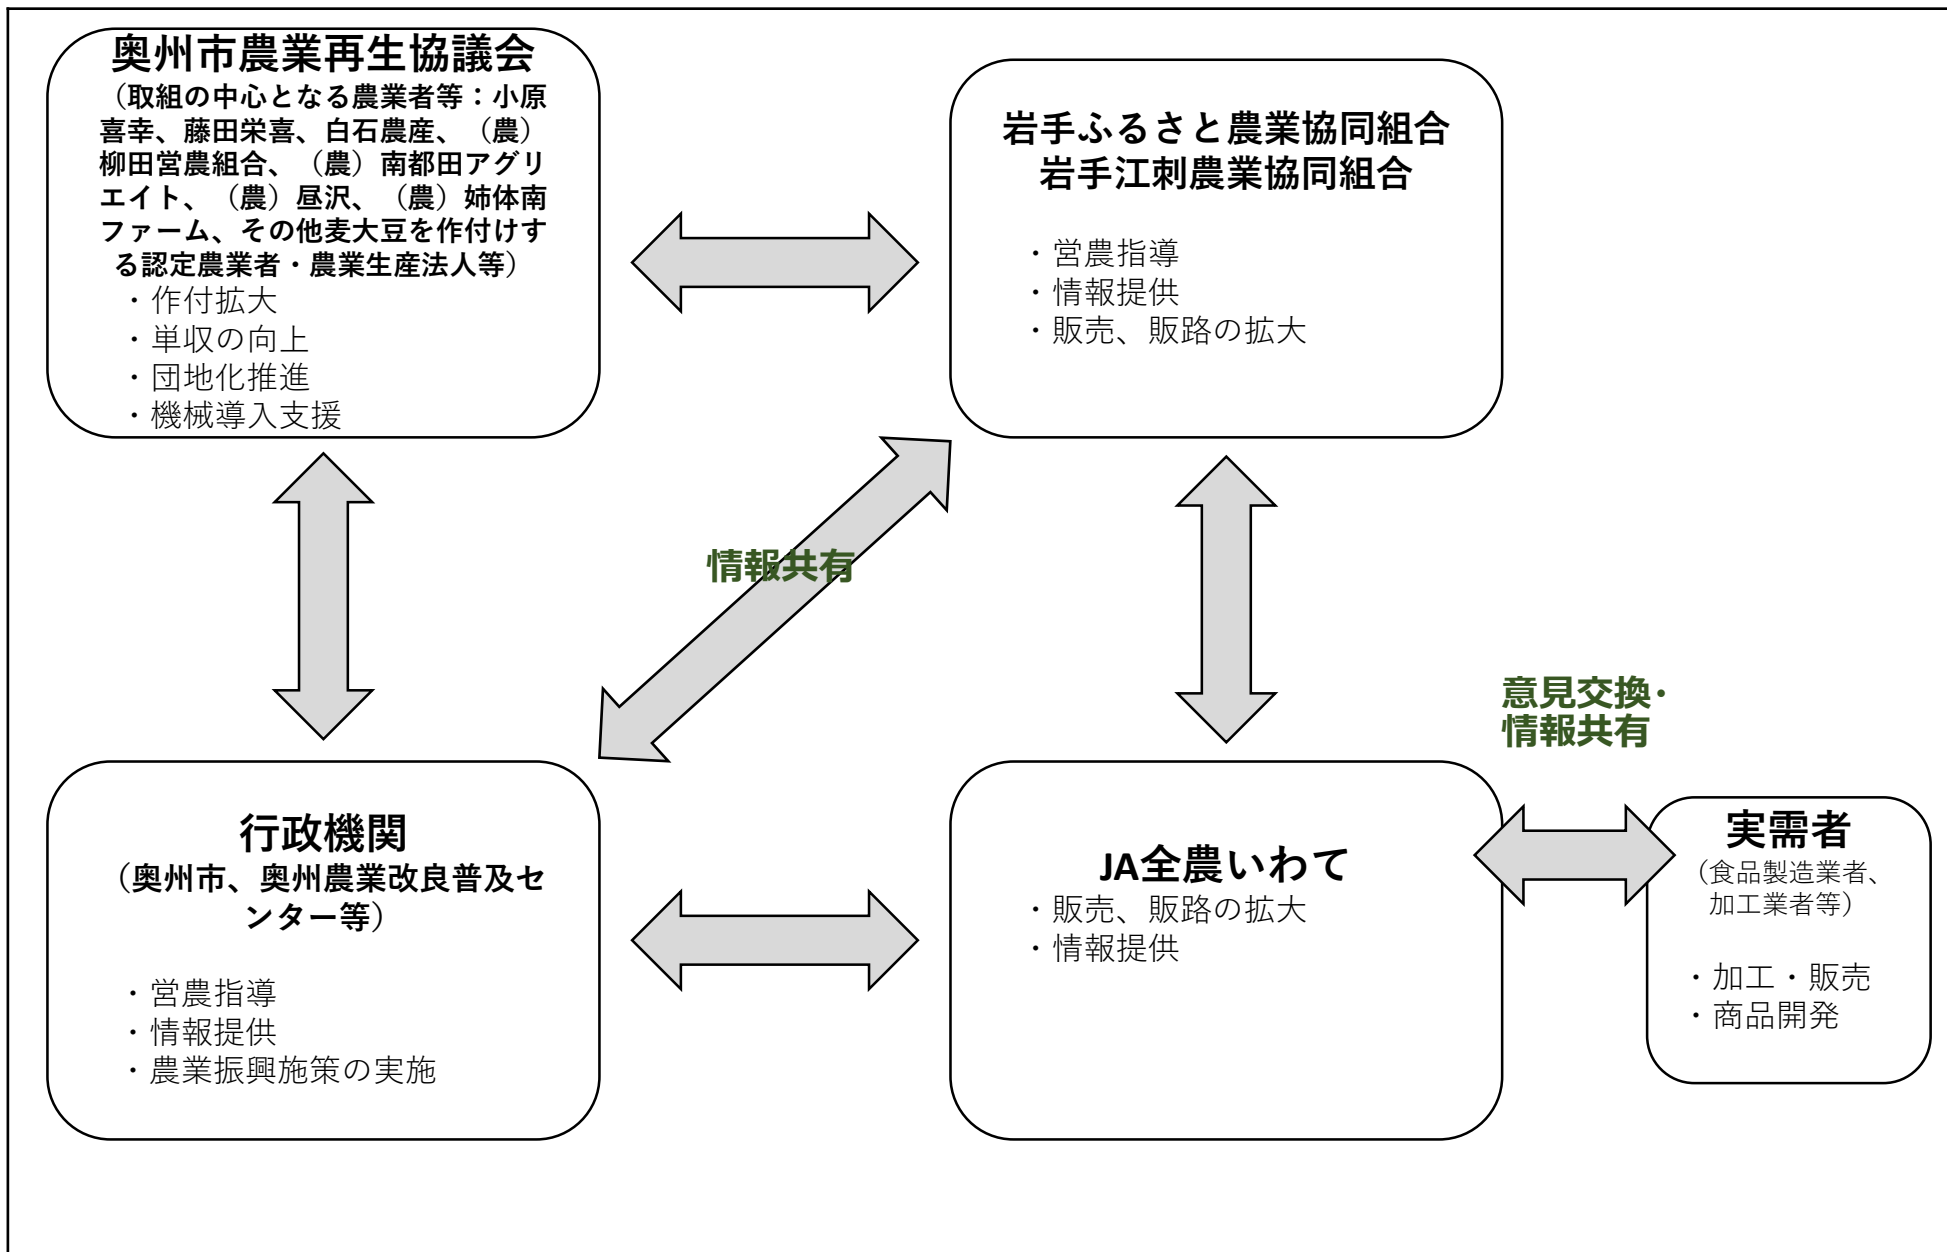 奥州市農業再生協議会
（取組の中心となる農業者等：小原
喜幸、藤田栄喜、白石農産、（農）
柳田営農組合、（農）南都田アグリ
エイト、（農）昼沢、（農）姉体南
ファーム、その他麦大豆を作付けす
る認定農業者・農業生産法人等）
・作付拡大
・単収の向上
・団地化推進
・機械導入支援
岩手ふるさと農業協同組合
岩手江刺農業協同組合
・営農指導
・情報提供
・販売、販路の拡大
情報共有
行政機関
（奥州市、奥州農業改良普及セ
ンター等）
・営農指導
・情報提供
・農業振興施策の実施
JA全農いわて
・販売、販路の拡大
・情報提供
意見交換・
情報共有
実需者
（食品製造業者、
加工業者等）
・加工・販売
・商品開発